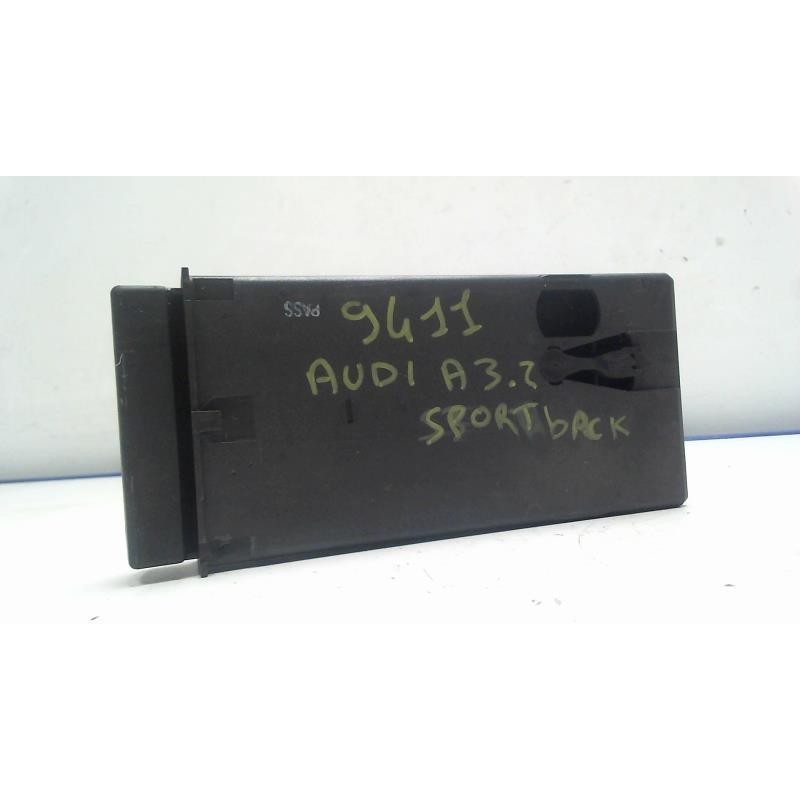 PASS
9411
AUDI A3.2
SPORTbACK